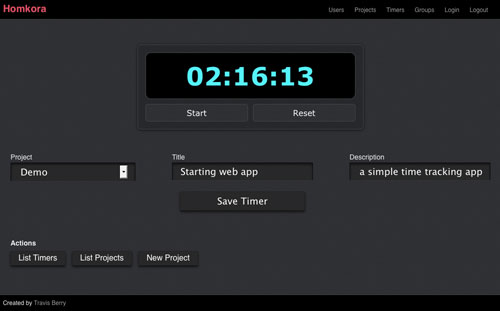 Homkora
Users Projects Timers Groups Login Logout
02:16:13
Start Reset
Project Title Description
Demo Starting web app a simple time tracking app
Save Timer
Actions
List Timers List Projects New Project
Created by Travis Berry